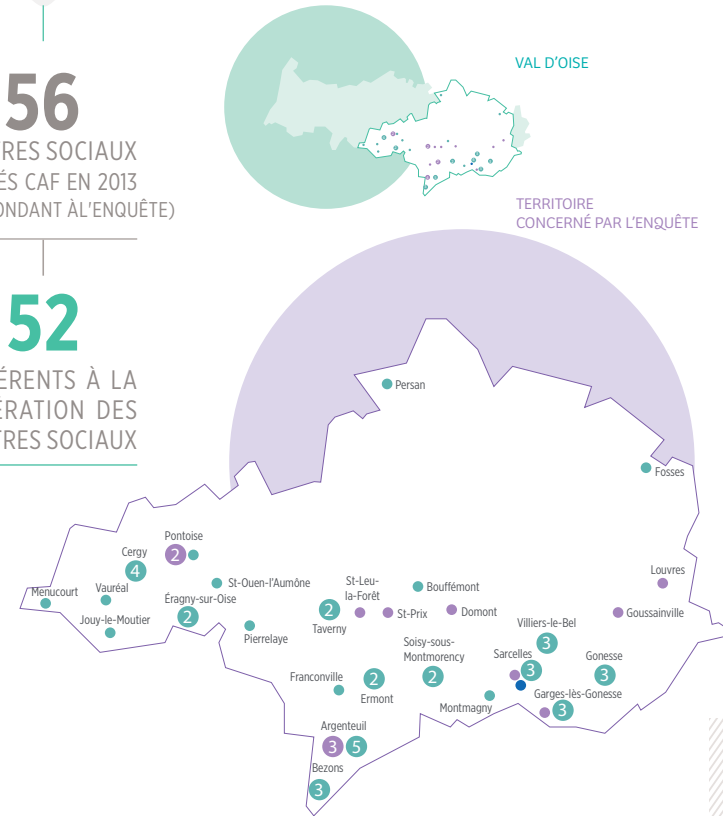 56
TRES SOCIAUX
ÉS CAF EN 2013
ONDANT ÀL'ENQUÊTE)
52
ÉRENTS À LA
ÉRATION DES
TRES SOCIAUX
VAL D'OISE
TERRITOIRE
CONCERNÉ PAR L'ENQUÊTE
Persan
Fosses
Pontoise
2
Cergy
4
Louvres
Menucourt
Vauréal
St-Ouen-l'Aumône
St-Leu-
la-Forêt
Bouffémont
Éragny-sur-Oise
2
Jouy-le-Moutier
Pierrelaye
2
Taverny
St-Prix
Domont
Goussainville
Villiers-le-Bel
3
Soisy-sous-
Montmorency
2
Sarcelles
3
Gonesse
3
Franconville
2
Ermont
Montmagny
Garges-lès-Gonesse
3
Argenteuil
3
5
Bezons
3